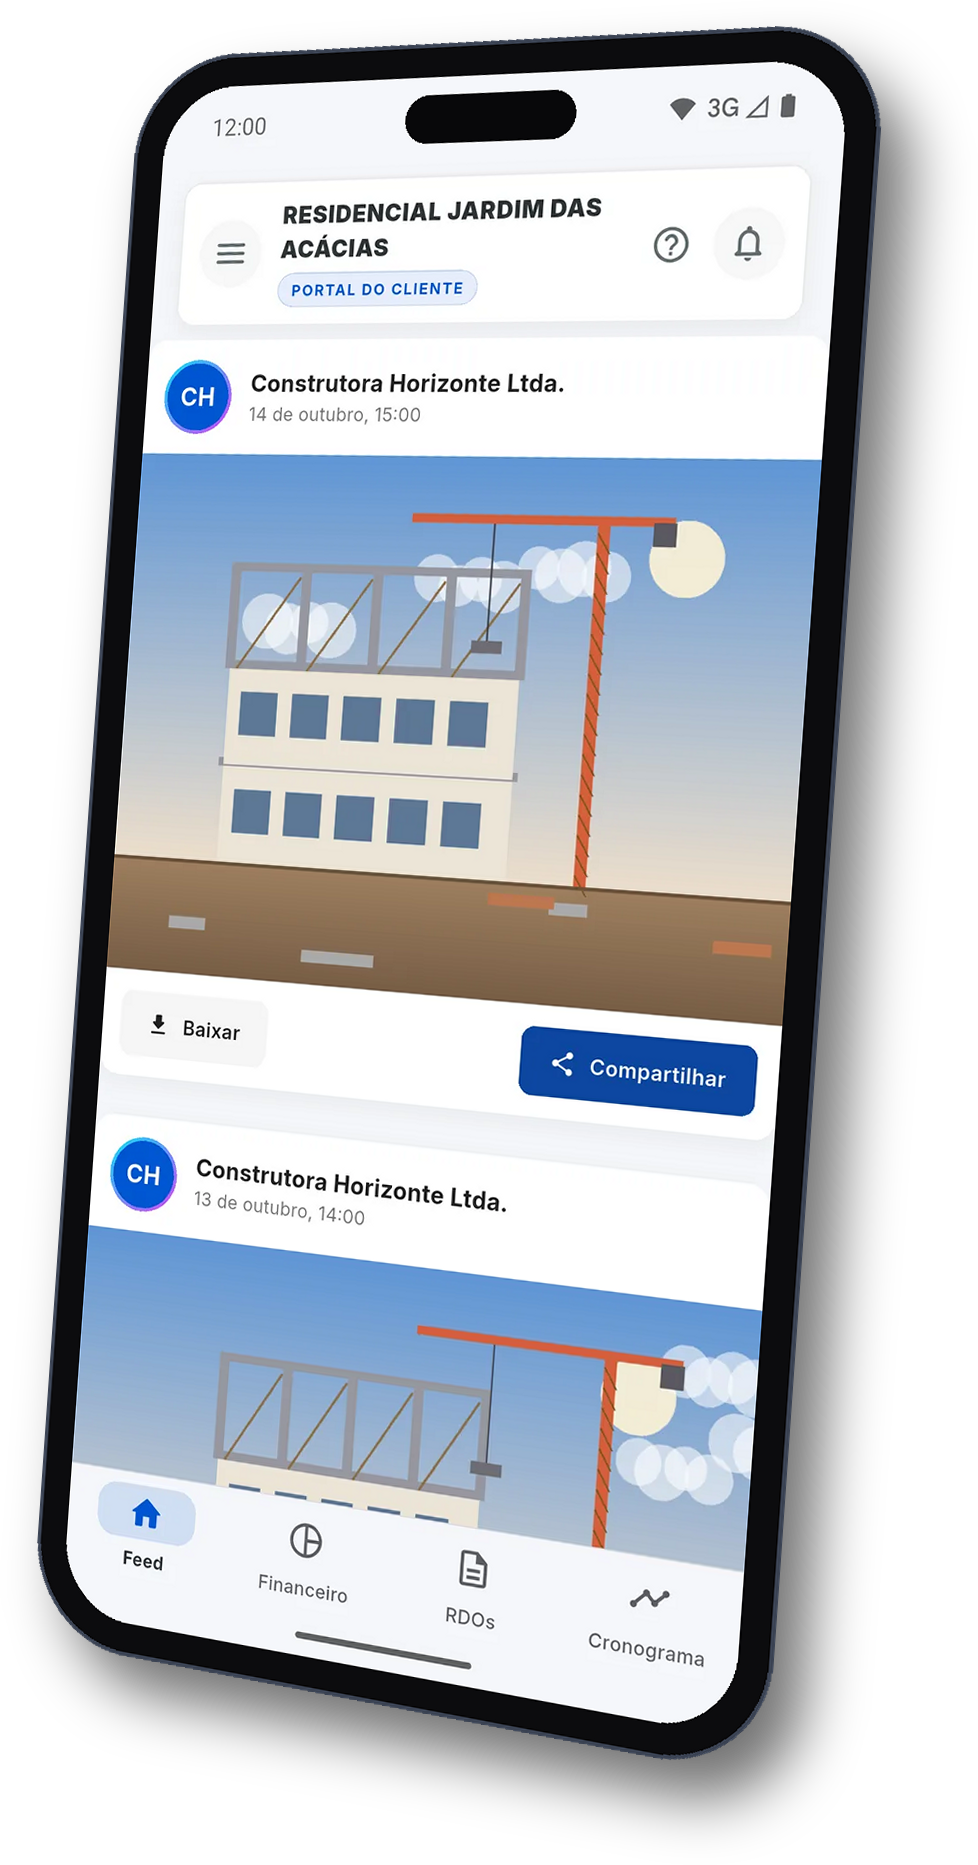 12:00
3G
RESIDENCIAL JARDIM DAS
ACÁCIAS
PORTAL DO CLIENTE
CH
Construtora Horizonte Ltda.
14 de outubro, 15:00
Baixar
Compartilhar
CH
Construtora Horizonte Ltda.
13 de outubro, 14:00
Feed
Financeiro
RDOs
Cronograma